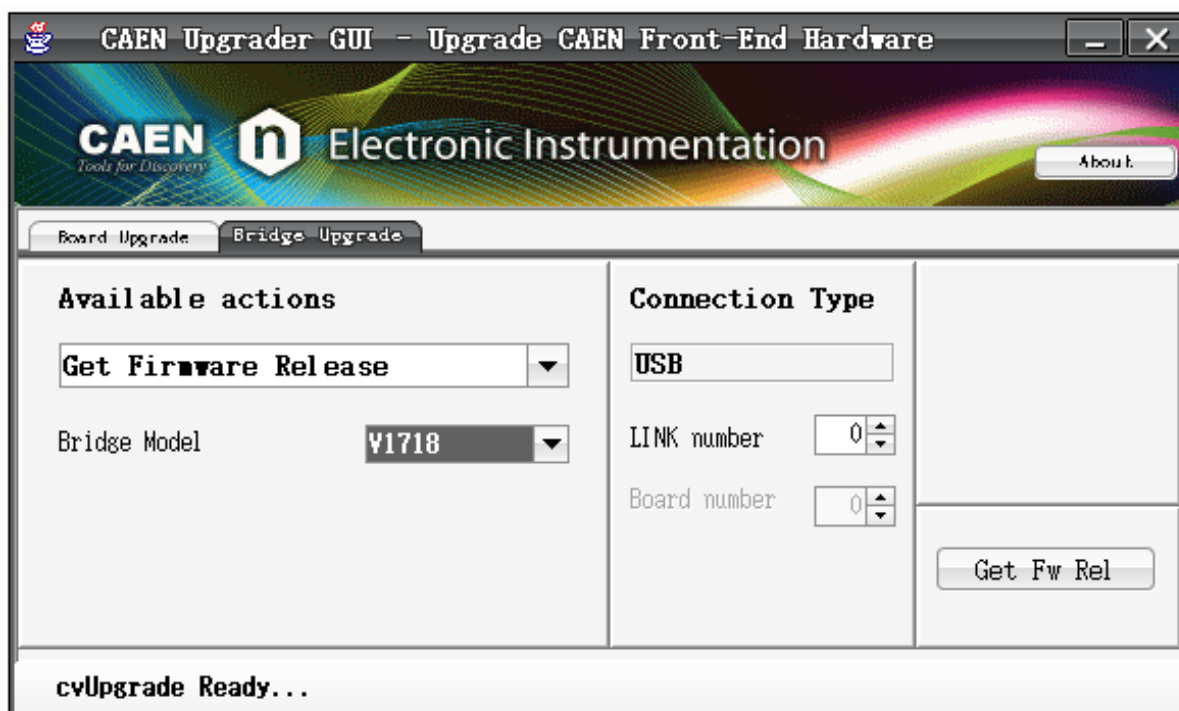 CAEN Upgrader GUI - Upgrade CAEN Front-End Hardware
CAEN
Tools for Discovery
n Electronic Instrumentation
About
Board Upgrade
Bridge Upgrade
Available actions
Get Firmware Release
Bridge Model
V1718
Connection Type
USB
LINK number
0
Board number
0
Get Fw Rel
cvUpgrade Ready...